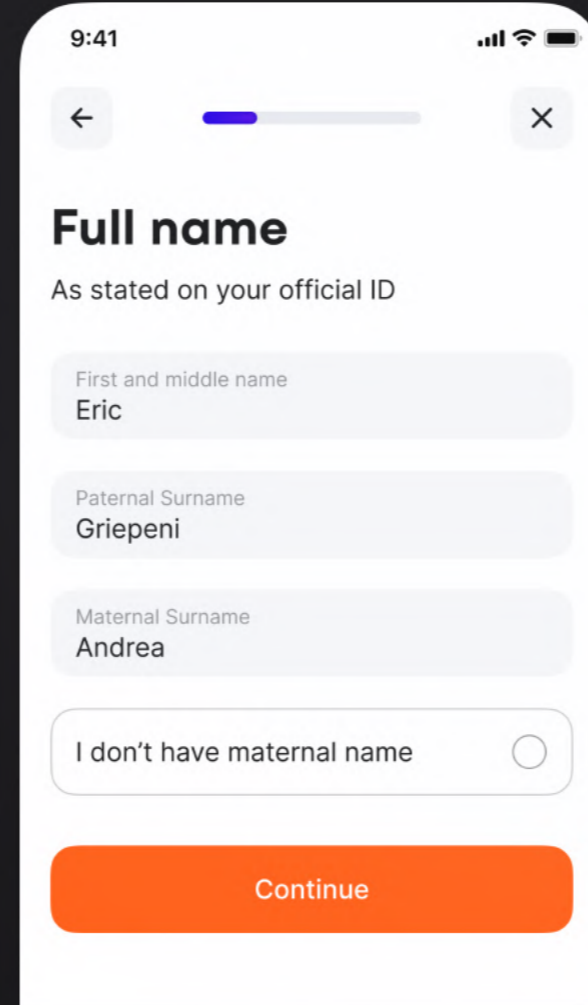 9:41
Full name
As stated on your official ID
First and middle name
Eric
Paternal Surname
Griepeni
Maternal Surname
Andrea
I don’t have maternal name
Continue